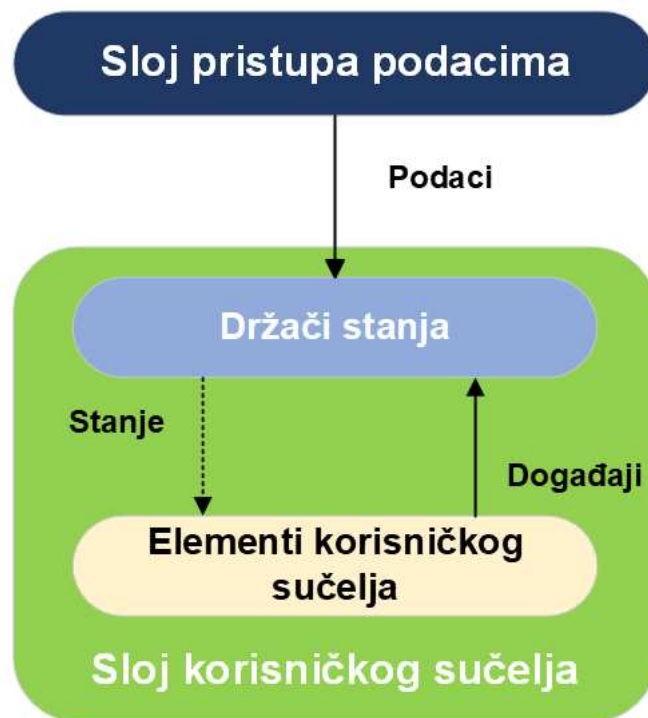 Sloj pristupa podacima
Podaci
Držači stanja
Stanje
Događaji
Elementi korisničkog
sučelja
Sloj korisničkog sučelja